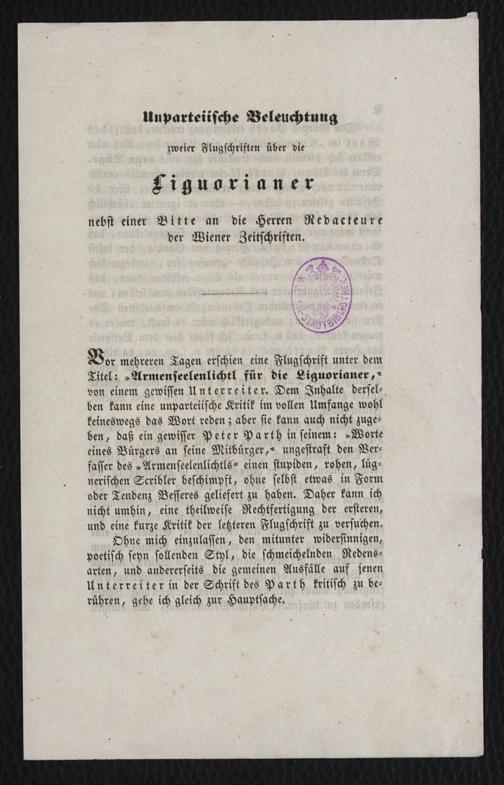 Unparteiische Beleuchtung
zweier Flugschriften über die
Liguorianer
nebst einer Bitte an die Herren Redacteure
der Wiener Zeitschriften.
Vor mehreren Tagen erschien eine Flugschrift unter dem
Titel: »Armenseelenlichtl für die Liguorianer,«
von einem gewissen Unterreiter. Dem Inhalte dersel-
ben kann eine unparteiische Kritik im vollen Umfange wohl
keineswegs das Wort reden; aber sie kann auch nicht zuge-
ben, daß ein gewisser Peter Parth in seinem: »Worte
eines Bürgers an seine Mitbürger,« ungestraft den Ver-
fasser des »Armenseelenlichtls« einen stupiden, rohen, lüg-
nerischen Scribler beschimpft, ohne selbst etwas in Form
oder Tendenz Besseres geliefert zu haben. Daher kann ich
nicht umhin, eine theilweise Rechtfertigung der ersteren,
und eine kurze Kritik der letzteren Flugschrift zu versuchen.
Ohne mich einzulassen, den mitunter widersinnigen,
poetisch seyn sollenden Styl, die schmeichelnden Redens-
arten, und andererseits die gemeinen Ausfälle auf jenen
Unterreiter in der Schrift des Parth kritisch zu be-
rühren, gehe ich gleich zur Hauptsache.